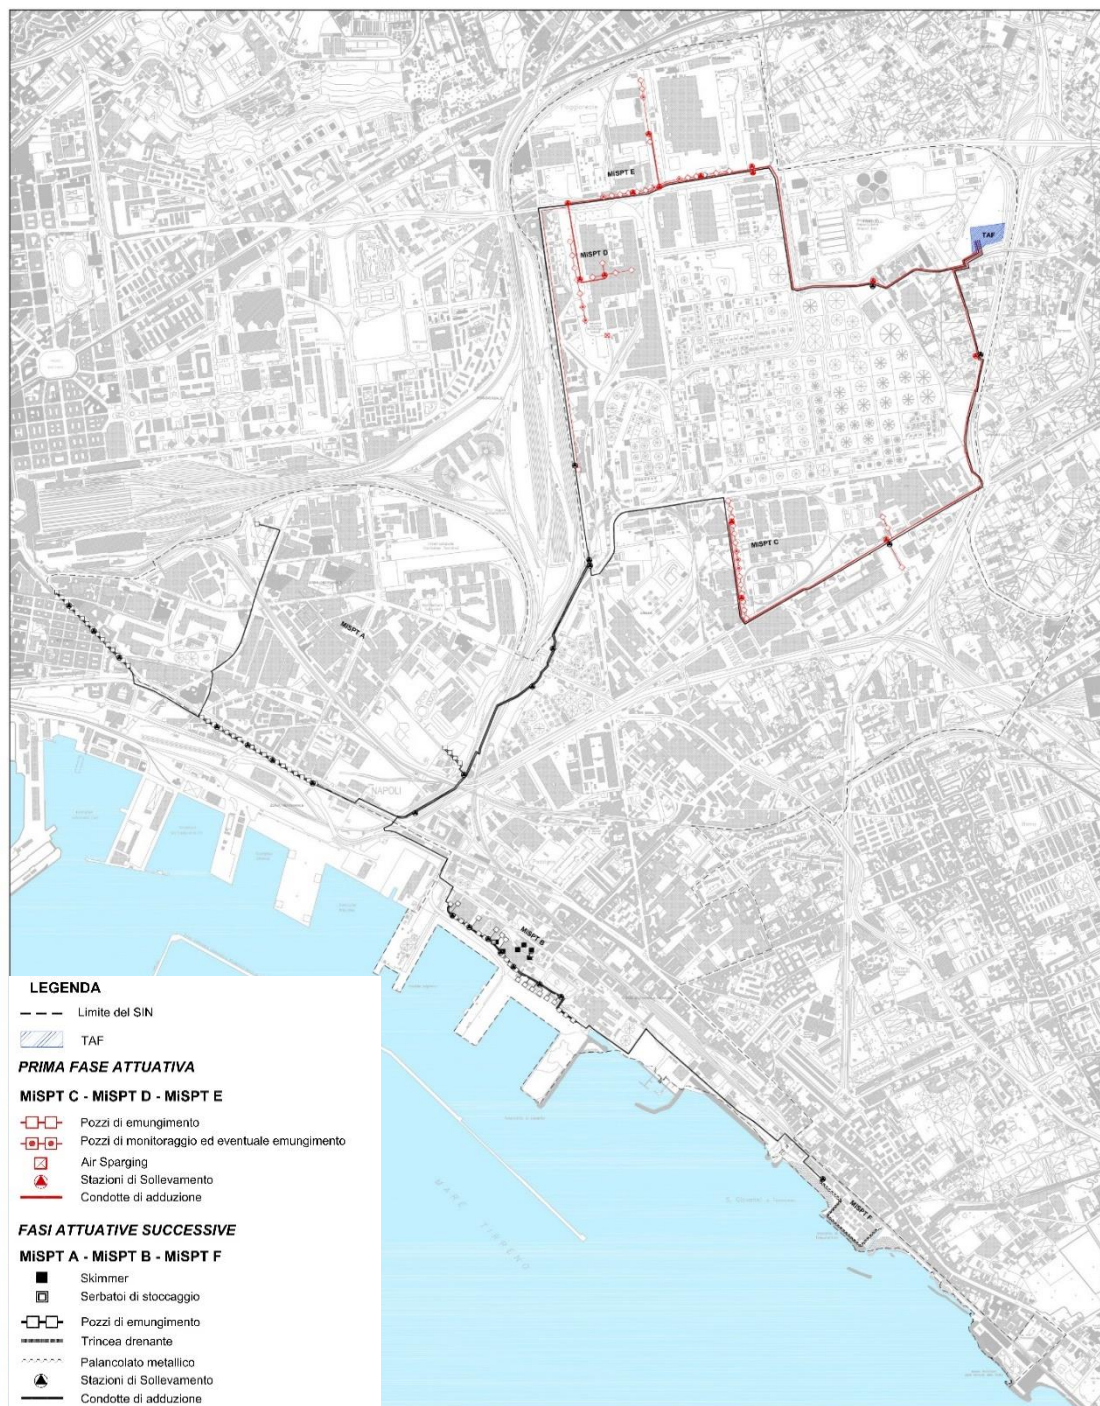 MiSPT E
TAF
MiSPT D
MiSPT C
MiSPT A
NAPOLI
MiSPT B
MARE TIRRENO
MiSPT F
LEGENDA
Limite del SIN
TAF
PRIMA FASE ATTUATIVA
MiSPT C - MiSPT D - MiSPT E
Pozzi di emungimento
Pozzi di monitoraggio ed eventuale emungimento
Air Sparging
Stazioni di Sollevamento
Condotte di adduzione
FASI ATTUATIVE SUCCESSIVE
MiSPT A - MiSPT B - MiSPT F
Skimmer
Serbatoi di stoccaggio
Pozzi di emungimento
Trincea drenante
Palancolato metallico
Stazioni di Sollevamento
Condotte di adduzione